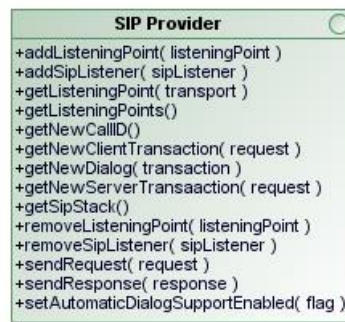 SIP Provider
+addListeningPoint( listeningPoint )
+addSipListener( sipListener )
+getListeningPoint( transport )
+getListeningPoints()
+getNewCallID()
+getNewClientTransaction( request )
+getNewDialog( transaction )
+getNewServerTransaaction( request )
+getSipStack()
+removeListeningPoint( listeningPoint )
+removeSipListener( sipListener )
+sendRequest( request )
+sendResponse( response )
+setAutomaticDialogSupportEnabled( flag )